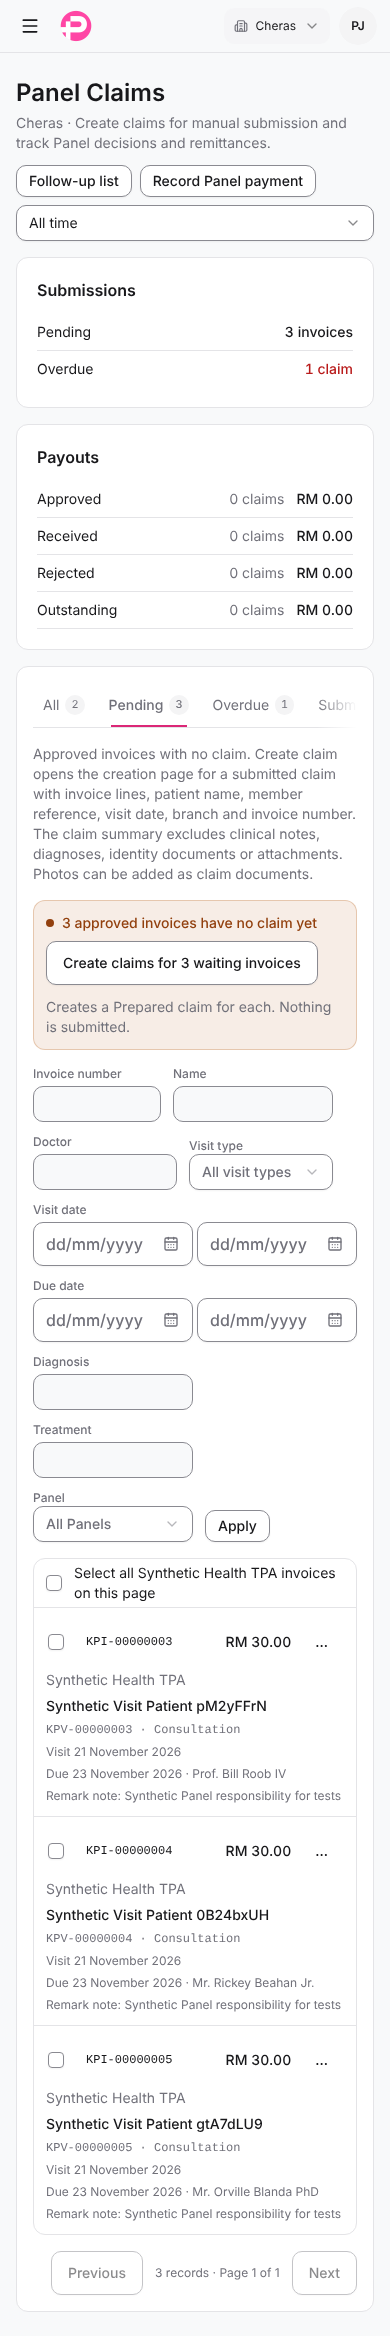 Cheras
PJ
Panel Claims
Cheras · Create claims for manual submission and
track Panel decisions and remittances.
Follow-up list
Record Panel payment
All time
Submissions
Pending 3 invoices
Overdue 1 claim
Payouts
Approved 0 claims RM 0.00
Received 0 claims RM 0.00
Rejected 0 claims RM 0.00
Outstanding 0 claims RM 0.00
All 2 Pending 3 Overdue 1 Subm
Approved invoices with no claim. Create claim
opens the creation page for a submitted claim
with invoice lines, patient name, member
reference, visit date, branch and invoice number.
The claim summary excludes clinical notes,
diagnoses, identity documents or attachments.
Photos can be added as claim documents.
3 approved invoices have no claim yet
Create claims for 3 waiting invoices
Creates a Prepared claim for each. Nothing
is submitted.
Invoice number Name
Doctor Visit type
All visit types
Visit date
dd/mm/yyyy dd/mm/yyyy
Due date
dd/mm/yyyy dd/mm/yyyy
Diagnosis
Treatment
Panel
All Panels Apply
Select all Synthetic Health TPA invoices
on this page
KPI-00000003 RM 30.00 ...
Synthetic Health TPA
Synthetic Visit Patient pM2yFFrN
KPV-00000003 · Consultation
Visit 21 November 2026
Due 23 November 2026 · Prof. Bill Roob IV
Remark note: Synthetic Panel responsibility for tests
KPI-00000004 RM 30.00 ...
Synthetic Health TPA
Synthetic Visit Patient 0B24bxUH
KPV-00000004 · Consultation
Visit 21 November 2026
Due 23 November 2026 · Mr. Rickey Beahan Jr.
Remark note: Synthetic Panel responsibility for tests
KPI-00000005 RM 30.00 ...
Synthetic Health TPA
Synthetic Visit Patient gtA7dLU9
KPV-00000005 · Consultation
Visit 21 November 2026
Due 23 November 2026 · Mr. Orville Blanda PhD
Remark note: Synthetic Panel responsibility for tests
Previous 3 records · Page 1 of 1 Next